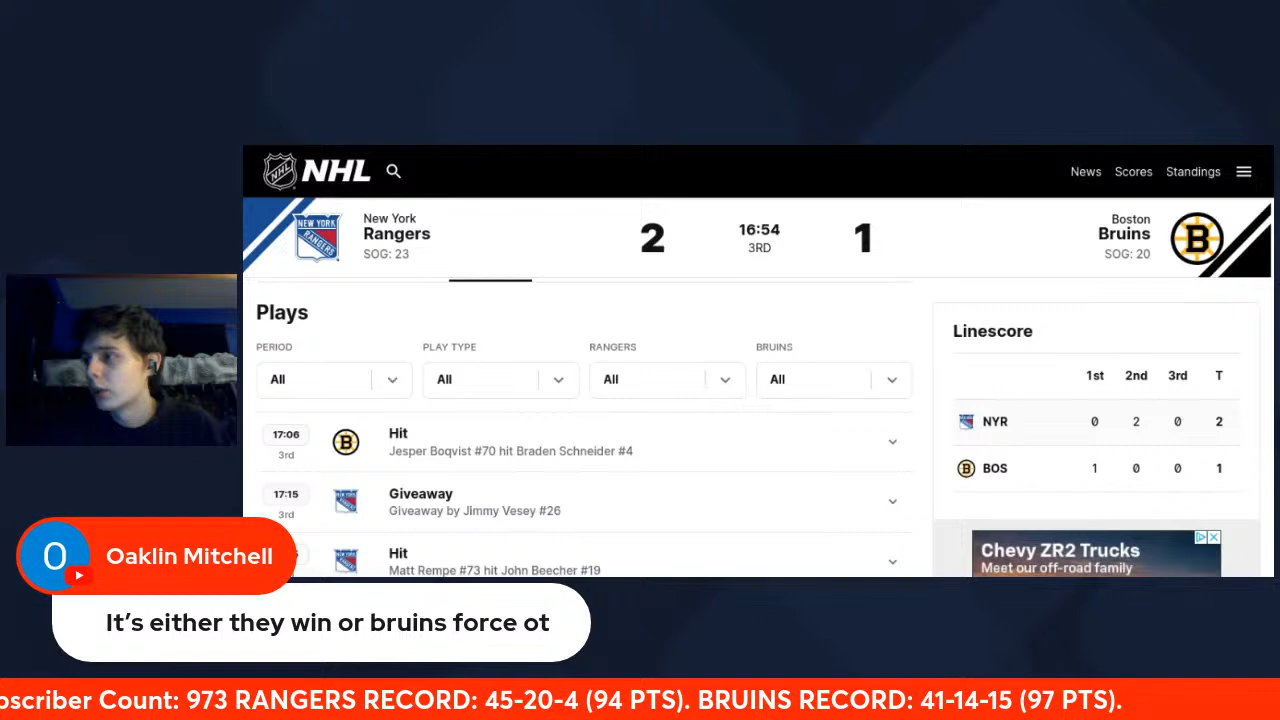 NHL
News Scores Standings
New York
Rangers
SOG: 23
2
16:54
3RD
1
Boston
Bruins
SOG: 20
NEW YORK
RANGERS
B
Plays
PERIOD
PLAY TYPE
RANGERS
BRUINS
All
All
All
All
17:06
3rd
B
Hit
Jesper Boqvist #70 hit Braden Schneider #4
17:15
3rd
Giveaway
Giveaway by Jimmy Vesey #26
Hit
Matt Rempe #73 hit John Beecher #19
Linescore
1st 2nd 3rd T
NYR 0 2 0 2
BOS 1 0 0 1
Chevy ZR2 Trucks
Meet our off-road family
O
Oaklin Mitchell
It’s either they win or bruins force ot
bscriber Count: 973 RANGERS RECORD: 45-20-4 (94 PTS). BRUINS RECORD: 41-14-15 (97 PTS).